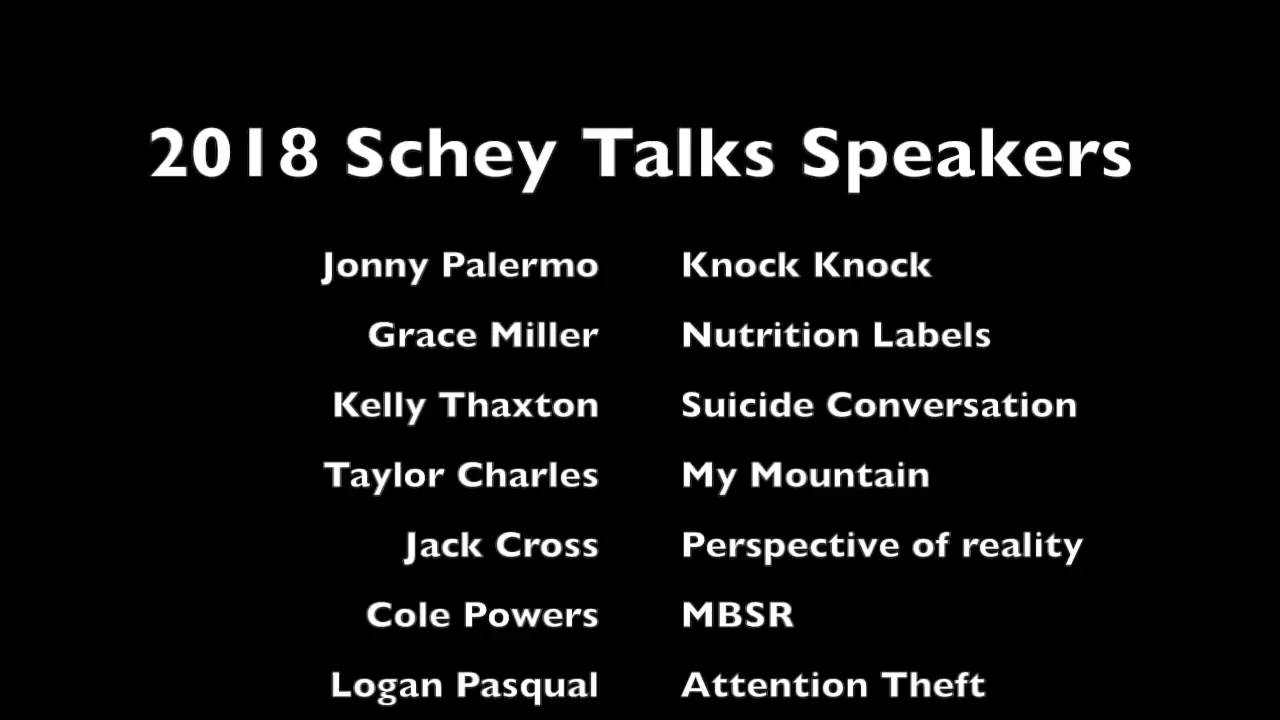 2018 Schey Talks Speakers
Jonny Palermo Knock Knock
Grace Miller Nutrition Labels
Kelly Thaxton Suicide Conversation
Taylor Charles My Mountain
Jack Cross Perspective of reality
Cole Powers MBSR
Logan Pasqual Attention Theft